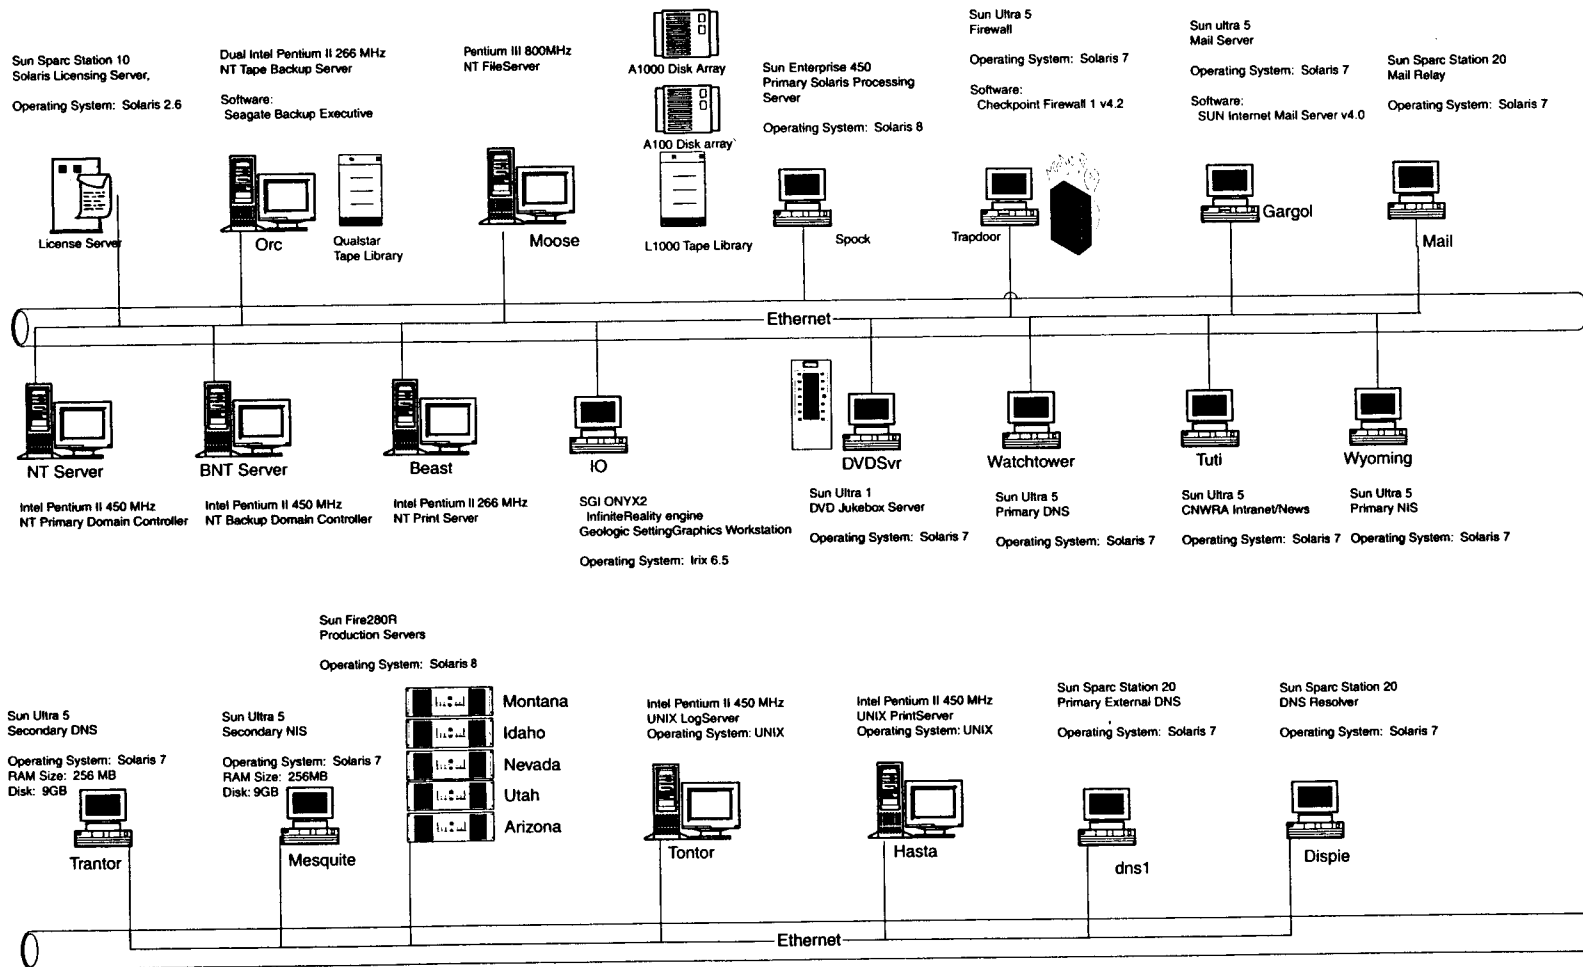 Sun Sparc Station 10
Solaris Licensing Server,
Operating System: Solaris 2.6
License Server
Dual Intel Pentium II 266 MHz
NT Tape Backup Server
Software:
Seagate Backup Executive
Orc
Qualstar
Tape Library
Pentium III 800MHz
NT FileServer
Moose
A1000 Disk Array
A100 Disk array
L1000 Tape Library
Sun Enterprise 450
Primary Solaris Processing
Server
Operating System: Solaris 8
Spock
Sun Ultra 5
Firewall
Operating System: Solaris 7
Software:
Checkpoint Firewall 1 v4.2
Trapdoor
Sun ultra 5
Mail Server
Operating System: Solaris 7
Software:
SUN Internet Mail Server v4.0
Gargol
Sun Sparc Station 20
Mail Relay
Operating System: Solaris 7
Mail
Ethernet
NT Server
Intel Pentium II 450 MHz
NT Primary Domain Controller
BNT Server
Intel Pentium II 450 MHz
NT Backup Domain Controller
Beast
Intel Pentium II 266 MHz
NT Print Server
IO
SGI ONYX2
InfiniteReality engine
Geologic SettingGraphics Workstation
Operating System: Irix 6.5
DVDSvr
Sun Ultra 1
DVD Jukebox Server
Operating System: Solaris 7
Watchtower
Sun Ultra 5
Primary DNS
Operating System: Solaris 7
Tuti
Sun Ultra 5
CNWRA Intranet/News
Operating System: Solaris 7
Wyoming
Sun Ultra 5
Primary NIS
Operating System: Solaris 7
Sun Ultra 5
Secondary DNS
Operating System: Solaris 7
RAM Size: 256 MB
Disk: 9GB
Trantor
Sun Ultra 5
Secondary NIS
Operating System: Solaris 7
RAM Size: 256MB
Disk: 9GB
Mesquite
Sun Fire280R
Production Servers
Operating System: Solaris 8
Montana
Idaho
Nevada
Utah
Arizona
Intel Pentium II 450 MHz
UNIX LogServer
Operating System: UNIX
Tontor
Intel Pentium II 450 MHz
UNIX PrintServer
Operating System: UNIX
Hasta
Sun Sparc Station 20
Primary External DNS
Operating System: Solaris 7
dns1
Sun Sparc Station 20
DNS Resolver
Operating System: Solaris 7
Dispie
Ethernet